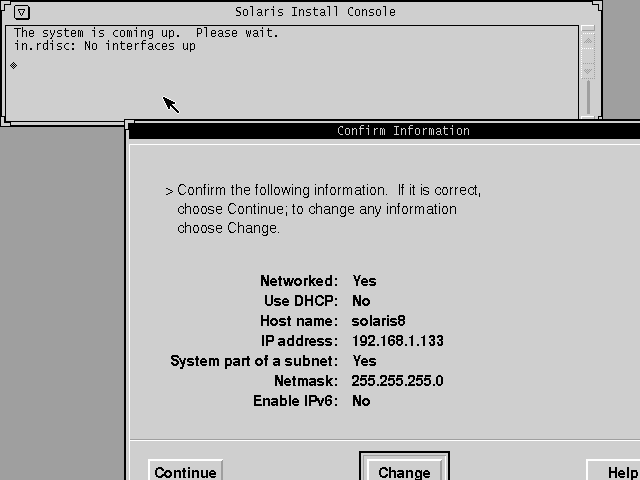 Solaris Install Console
The system is coming up.  Please wait.
in.rdisc: No interfaces up
Confirm Information
> Confirm the following information.  If it is correct,
choose Continue; to change any information
choose Change.
Networked: Yes
Use DHCP: No
Host name: solaris8
IP address: 192.168.1.133
System part of a subnet: Yes
Netmask: 255.255.255.0
Enable IPv6: No
Continue Change Help